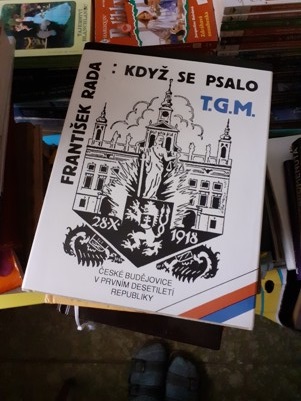 FRANTIŠEK RADA
: KDYŽ SE PSALO
T.G.M.
28·X· 1918
ČESKÉ BUDĚJOVICE
V PRVNÍM DESETILETÍ
REPUBLIKY